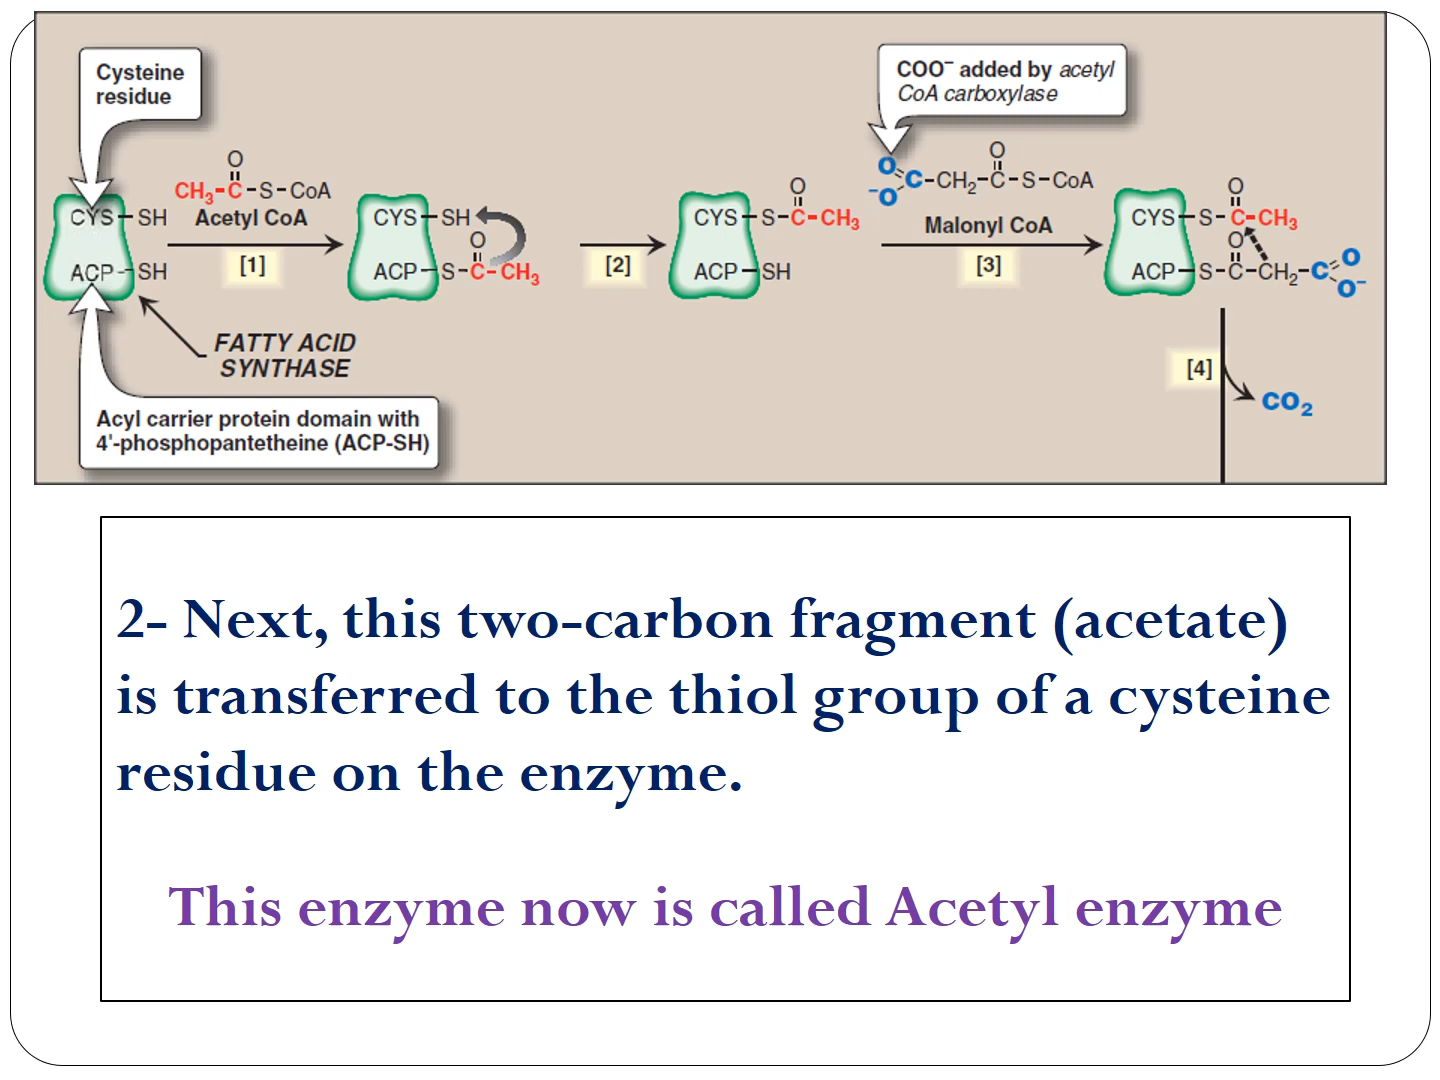 Cysteine
residue
COO⁻ added by acetyl
CoA carboxylase
O
CH₃-C-S-CoA
Acetyl CoA
[1]
CYS-SH
ACP-SH
CYS-SH
O
ACP-S-C-CH₃
[2]
O
CYS-S-C-CH₃
ACP-SH
O
O=C-CH₂-C-S-CoA
⁻O
Malonyl CoA
[3]
O
CYS-S-C-CH₃
O
ACP-S-C-CH₂-C=O
O⁻
[4]
CO₂
FATTY ACID
SYNTHASE
Acyl carrier protein domain with
4'-phosphopantetheine (ACP-SH)
2- Next, this two-carbon fragment (acetate)
is transferred to the thiol group of a cysteine
residue on the enzyme.
This enzyme now is called Acetyl enzyme